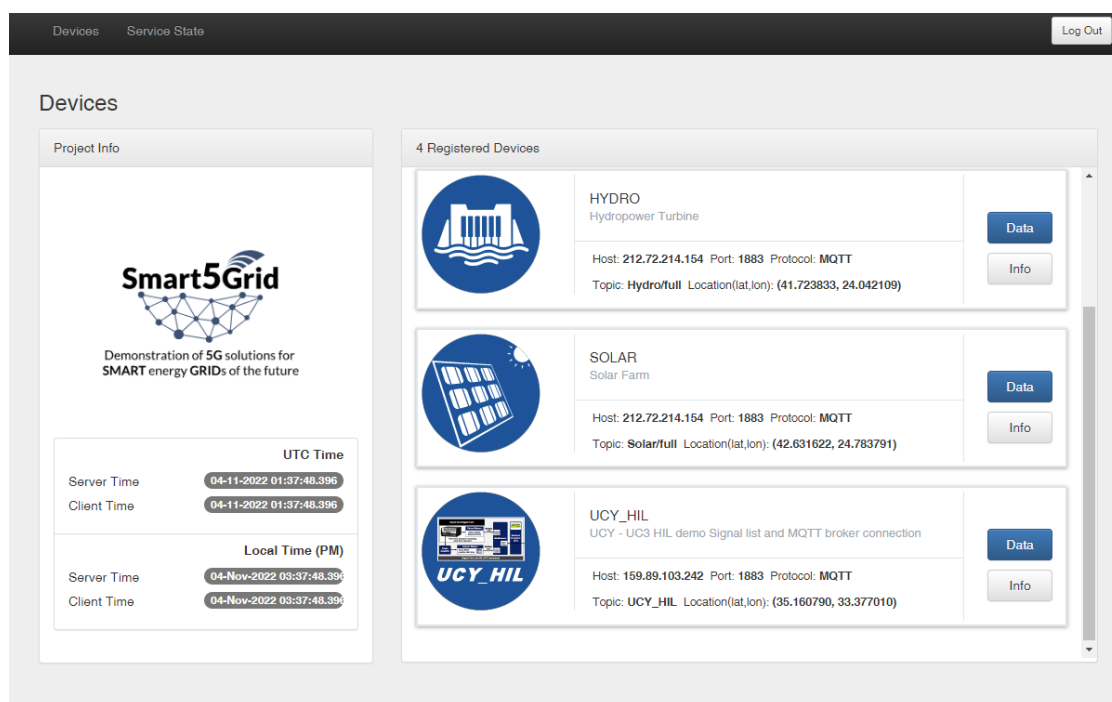 Devices Service State Log Out
Devices
Project Info
Smart5Grid
Demonstration of 5G solutions for
SMART energy GRIDs of the future
UTC Time
Server Time 04-11-2022 01:37:48.396
Client Time 04-11-2022 01:37:48.396
Local Time (PM)
Server Time 04-Nov-2022 03:37:48.396
Client Time 04-Nov-2022 03:37:48.396
4 Registered Devices
HYDRO
Hydropower Turbine
Data
Host: 212.72.214.154 Port: 1883 Protocol: MQTT
Info
Topic: Hydro/full Location(lat,lon): (41.723833, 24.042109)
SOLAR
Solar Farm
Data
Host: 212.72.214.154 Port: 1883 Protocol: MQTT
Info
Topic: Solar/full Location(lat,lon): (42.631622, 24.783791)
UCY_HIL
UCY_HIL
UCY - UC3 HIL demo Signal list and MQTT broker connection
Data
Host: 159.89.103.242 Port: 1883 Protocol: MQTT
Info
Topic: UCY_HIL Location(lat,lon): (35.160790, 33.377010)